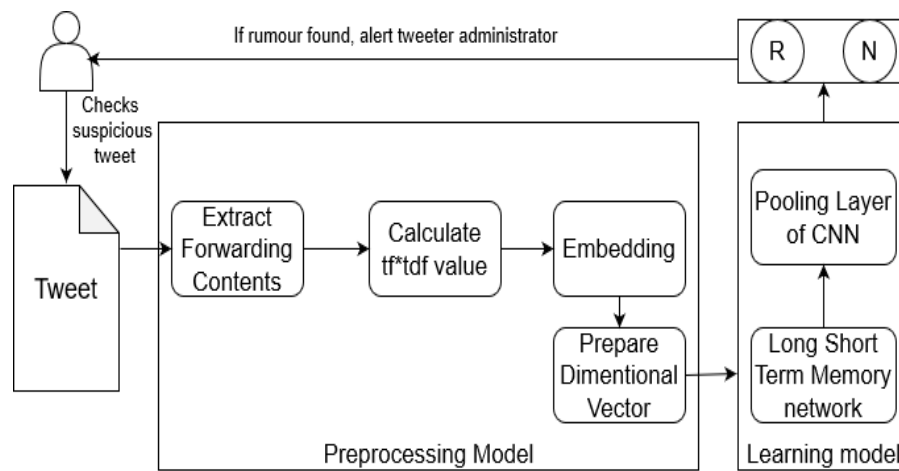 If rumour found, alert tweeter administrator
R
N
Checks
suspicious
tweet
Tweet
Extract
Forwarding
Contents
Calculate
tf*tdf value
Embedding
Prepare
Dimentional
Vector
Preprocessing Model
Pooling Layer
of CNN
Long Short
Term Memory
network
Learning model